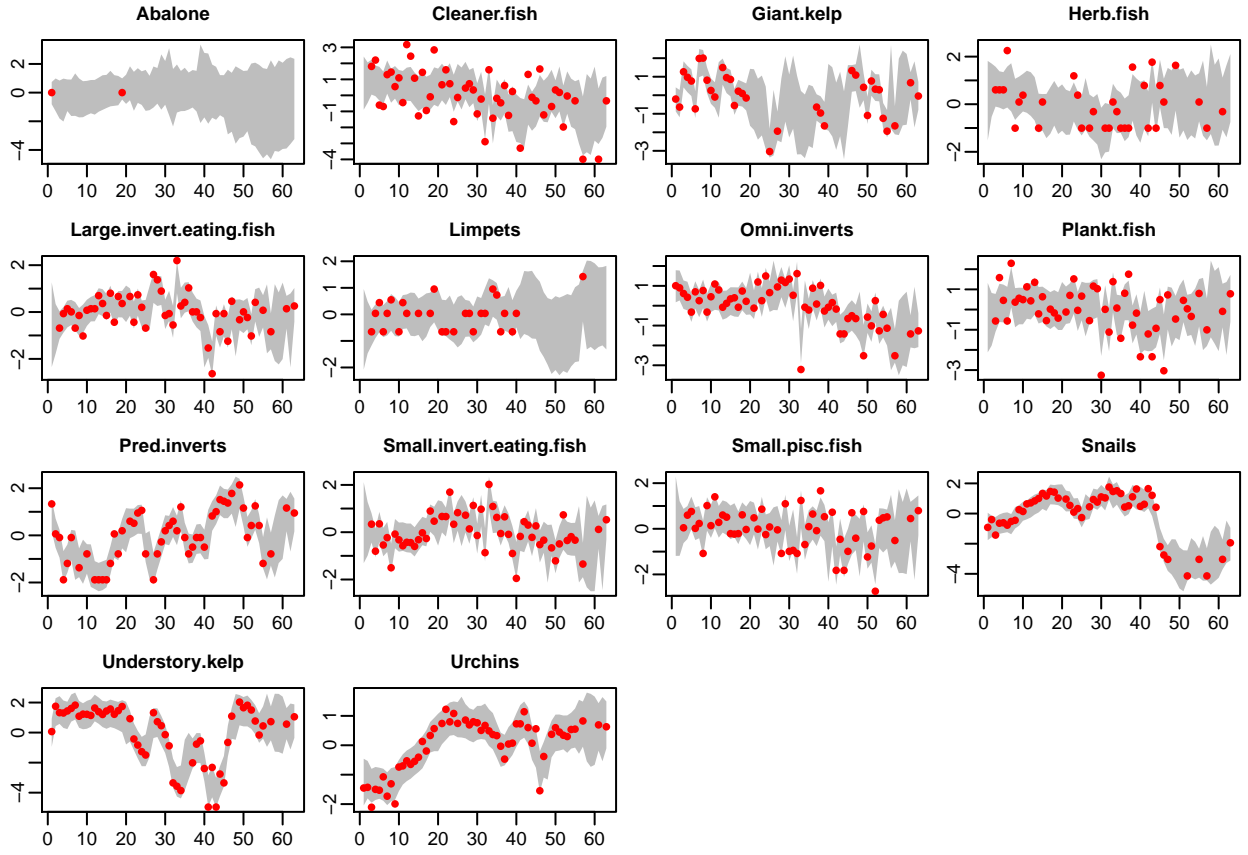 Abalone
2
0
−4
0 10 20 30 40 50 60
Cleaner.fish
3
1
−1
−4
0 10 20 30 40 50 60
Giant.kelp
1
−1
−3
0 10 20 30 40 50 60
Herb.fish
2
0
−2
0 10 20 30 40 50 60
Large.invert.eating.fish
2
0
−2
0 10 20 30 40 50 60
Limpets
2
0
−2
0 10 20 30 40 50 60
Omni.inverts
1
−1
−3
0 10 20 30 40 50 60
Plankt.fish
1
−1
−3
0 10 20 30 40 50 60
Pred.inverts
2
0
−2
0 10 20 30 40 50 60
Small.invert.eating.fish
2
0
−2
0 10 20 30 40 50 60
Small.pisc.fish
2
0
−2
0 10 20 30 40 50 60
Snails
2
0
−4
0 10 20 30 40 50 60
Understory.kelp
2
0
−4
0 10 20 30 40 50 60
Urchins
1
0
−2
0 10 20 30 40 50 60